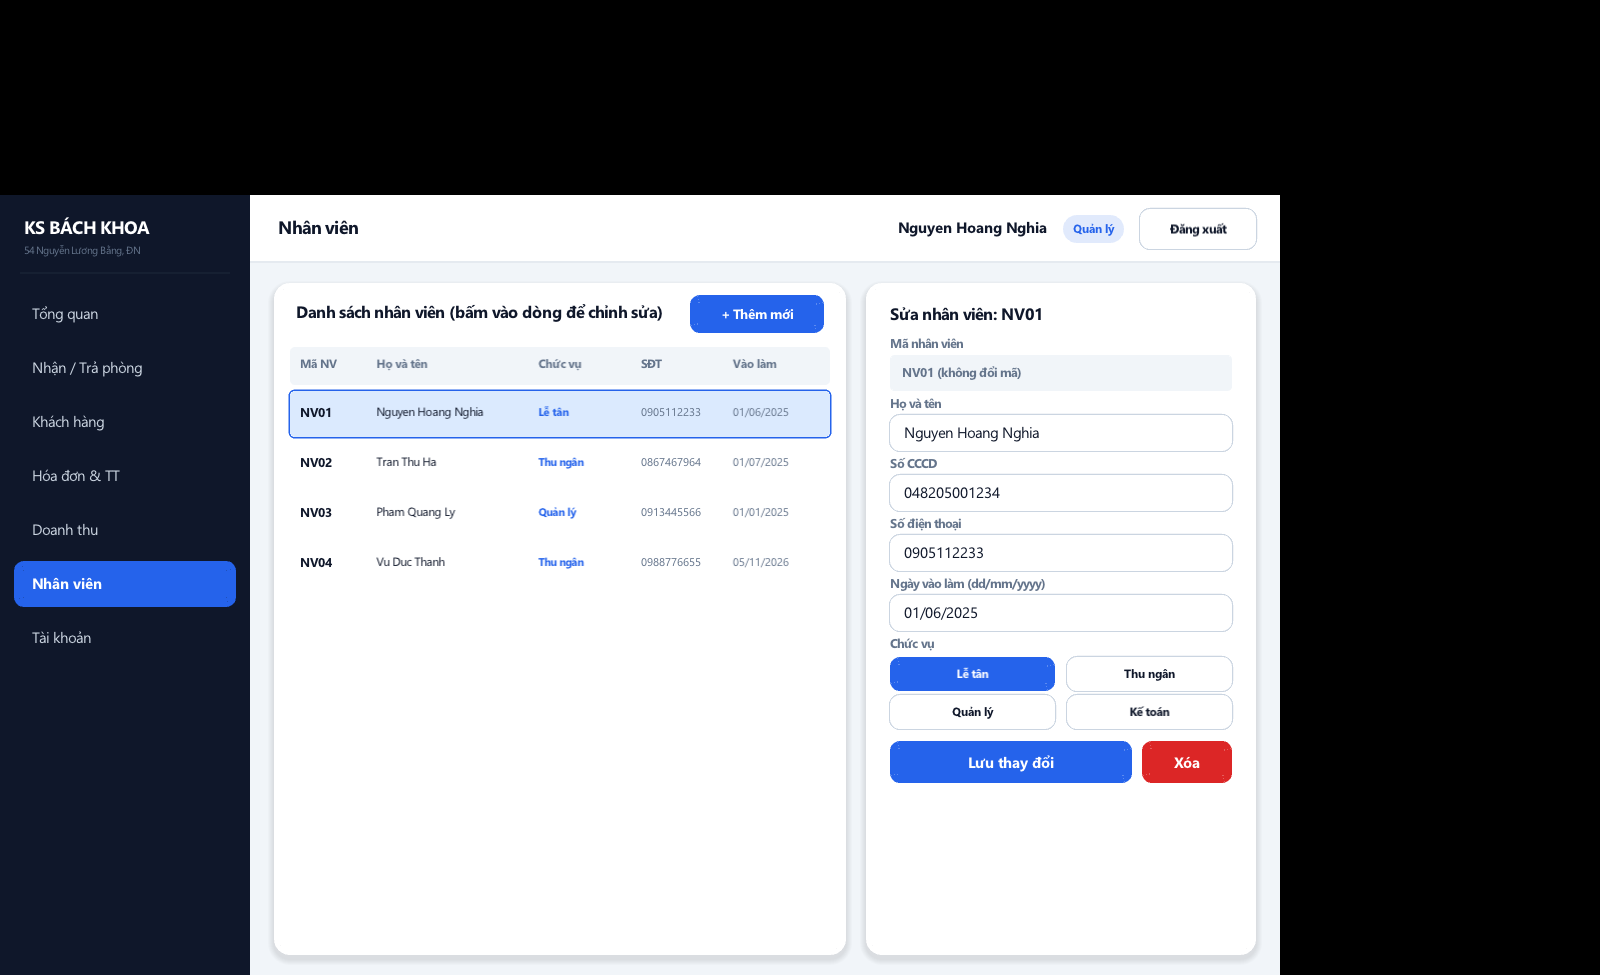 KS BÁCH KHOA
54 Nguyễn Lương Bằng, ĐN
Tổng quan
Nhận / Trả phòng
Khách hàng
Hóa đơn & TT
Doanh thu
Nhân viên
Tài khoản
Nhân viên
Nguyen Hoang Nghia
Quản lý
Đăng xuất
Danh sách nhân viên (bấm vào dòng để chỉnh sửa)
+ Thêm mới
Mã NV Họ và tên Chức vụ SĐT Vào làm
NV01 Nguyen Hoang Nghia Lễ tân 0905112233 01/06/2025
NV02 Tran Thu Ha Thu ngân 0867467964 01/07/2025
NV03 Pham Quang Ly Quản lý 0913445566 01/01/2025
NV04 Vu Duc Thanh Thu ngân 0988776655 05/11/2026
Sửa nhân viên: NV01
Mã nhân viên
NV01 (không đổi mã)
Họ và tên
Nguyen Hoang Nghia
Số CCCD
048205001234
Số điện thoại
0905112233
Ngày vào làm (dd/mm/yyyy)
01/06/2025
Chức vụ
Lễ tân Thu ngân
Quản lý Kế toán
Lưu thay đổi Xóa